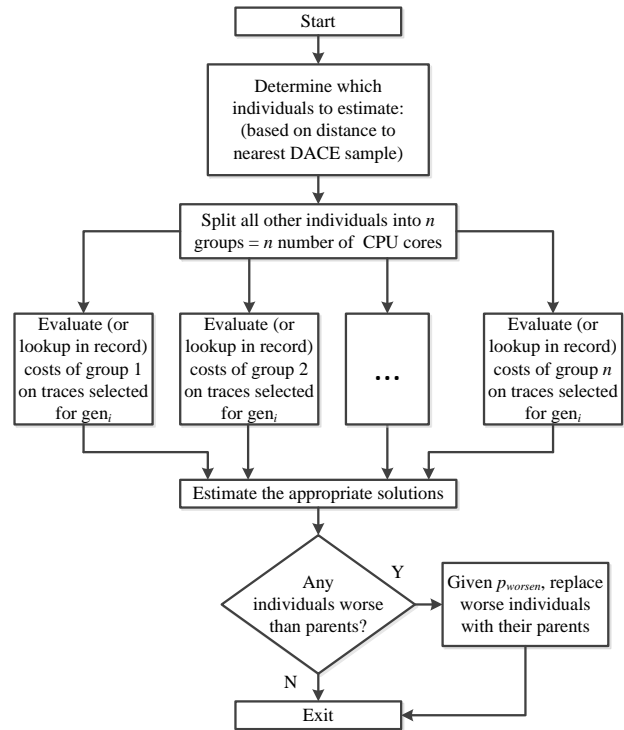 Start
Determine which
individuals to estimate:
(based on distance to
nearest DACE sample)
Split all other individuals into n
groups = n number of CPU cores
Evaluate (or
lookup in record)
costs of group 1
on traces selected
for genᵢ
Evaluate (or
lookup in record)
costs of group 2
on traces selected
for genᵢ
...
Evaluate (or
lookup in record)
costs of group n
on traces selected
for genᵢ
Estimate the appropriate solutions
Any
individuals worse
than parents?
Y
Given pworsen, replace
worse individuals
with their parents
N
Exit